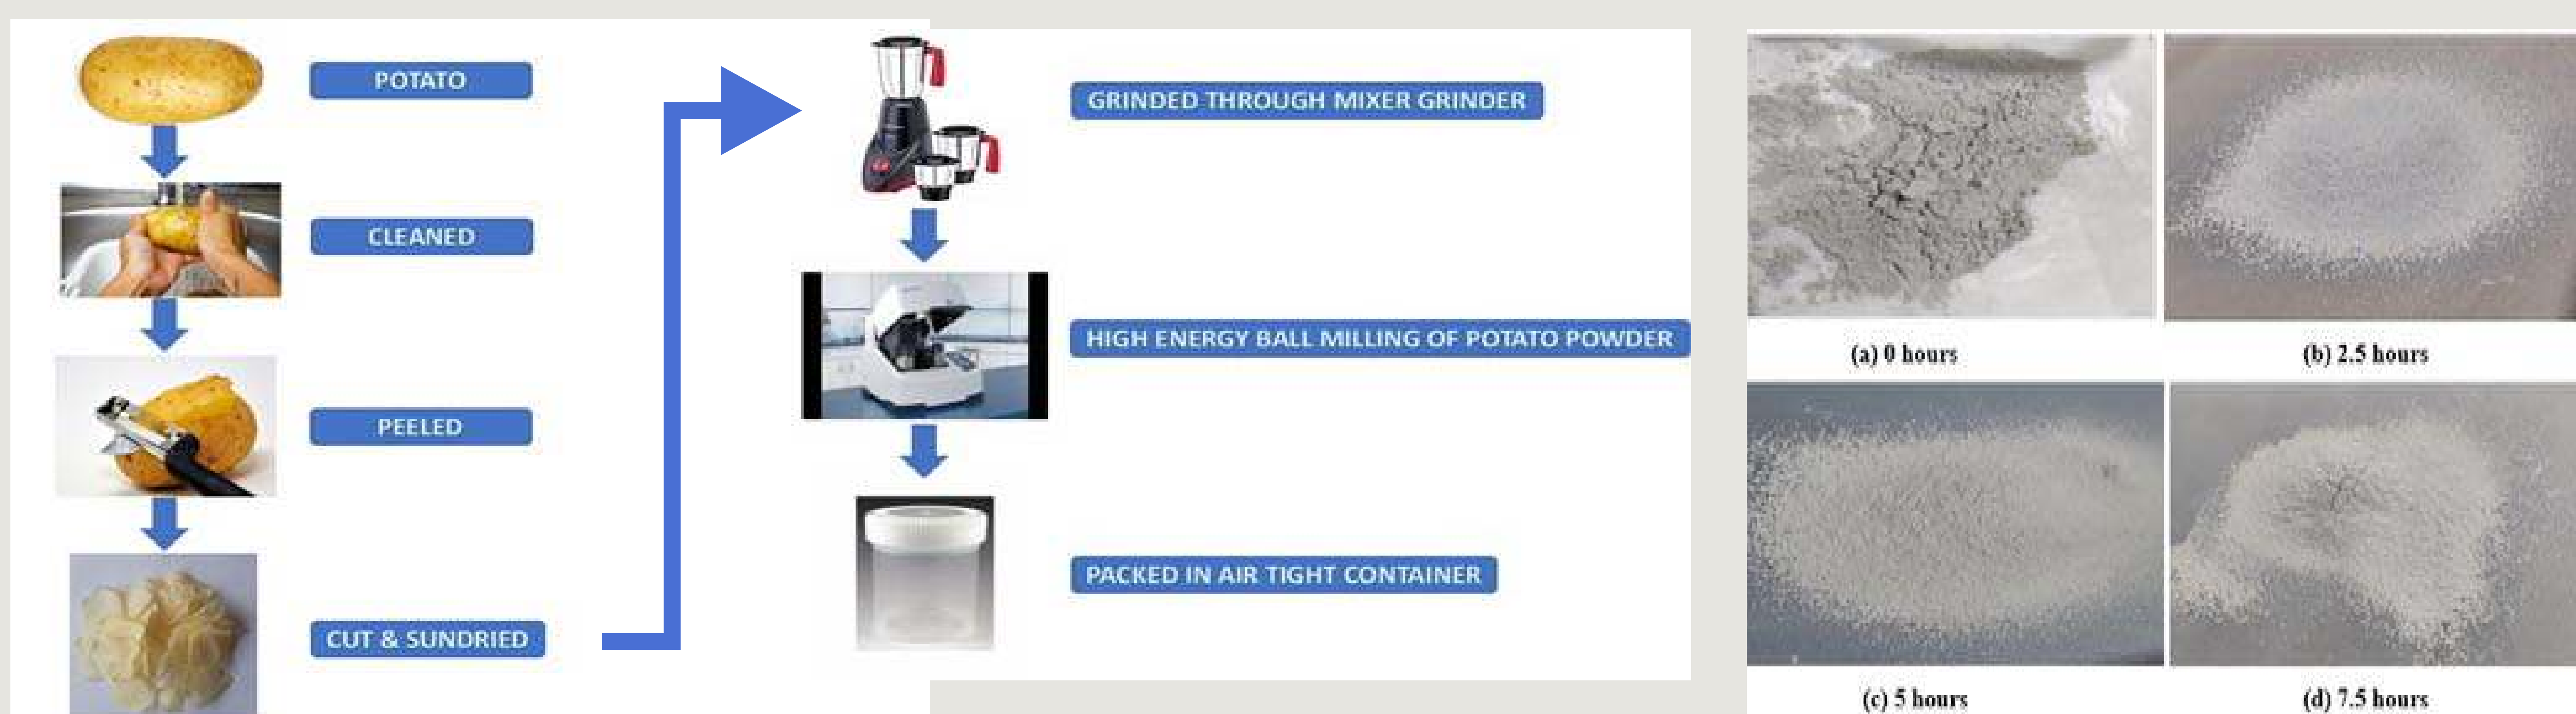 POTATO
CLEANED
PEELED
CUT & SUNDRIED
GRINDED THROUGH MIXER GRINDER
HIGH ENERGY BALL MILLING OF POTATO POWDER
PACKED IN AIR TIGHT CONTAINER
(a) 0 hours
(b) 2.5 hours
(c) 5 hours
(d) 7.5 hours